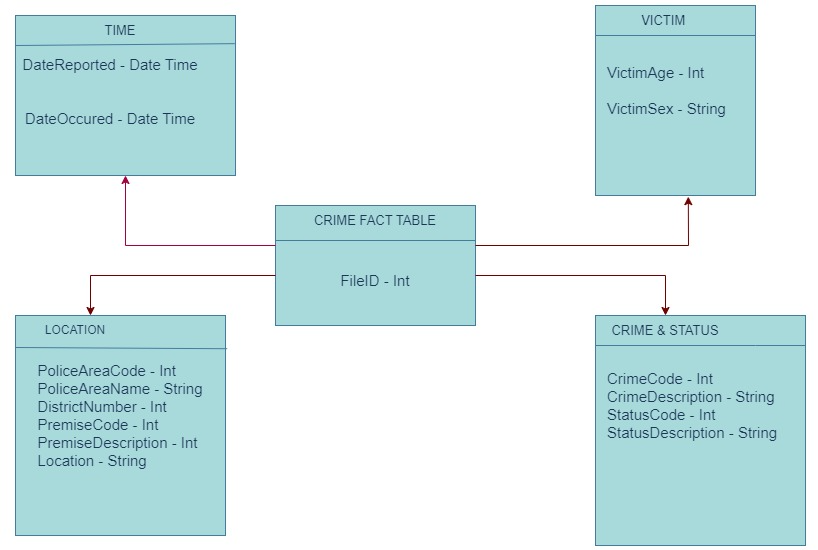 TIME
DateReported - Date Time
DateOccured - Date Time
VICTIM
VictimAge - Int
VictimSex - String
CRIME FACT TABLE
FileID - Int
LOCATION
PoliceAreaCode - Int
PoliceAreaName - String
DistrictNumber - Int
PremiseCode - Int
PremiseDescription - Int
Location - String
CRIME & STATUS
CrimeCode - Int
CrimeDescription - String
StatusCode - Int
StatusDescription - String